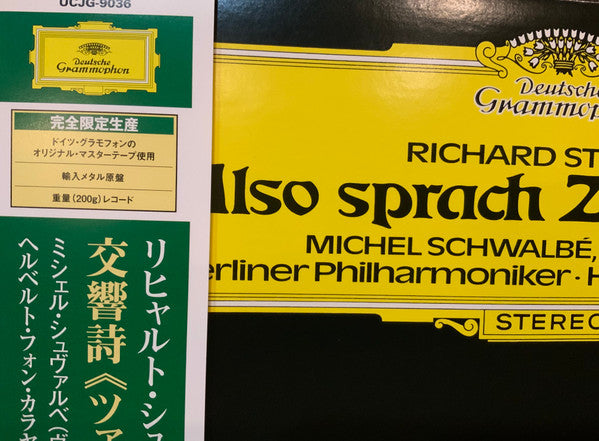 UCJG-9036
Deutsche
Grammophon
完全限定生産
ドイツ・グラモフォンの
オリジナル・マスターテープ使用
輸入メタル原盤
重量(200g)レコード
リヒャルト・シュ
交響詩《ツァ
ミシェル・シュヴァルベ(ヴ
ヘルベルト・フォン・カラヤ
Deutsche
Grammop
RICHARD ST
lso sprach Z
MICHEL SCHWALBÉ,
erliner Philharmoniker · H
STEREO